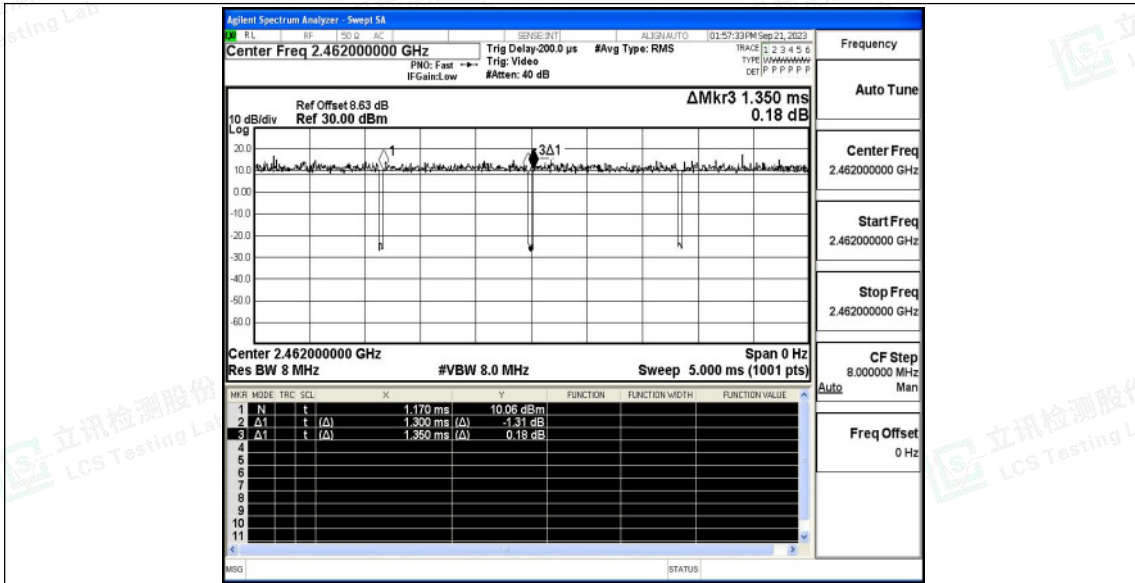 Agilent Spectrum Analyzer - Swept SA
RL RF 50 Ω AC SENSE:INT ALIGNAUTO 01:57:33PM Sep 21, 2023
Center Freq 2.462000000 GHz
PNO: Fast
IFGain:Low
Trig Delay-200.0 µs
Trig: Video
#Atten: 40 dB
#Avg Type: RMS
TRACE 1 2 3 4 5 6
TYPE WWWWWW
DET P P P P P P
Ref Offset 8.63 dB
10 dB/div Ref 30.00 dBm
Log
ΔMkr3 1.350 ms
0.18 dB
20.0
10.0
0.00
-10.0
-20.0
-30.0
-40.0
-50.0
-60.0
1
3Δ1
Center 2.462000000 GHz Span 0 Hz
Res BW 8 MHz #VBW 8.0 MHz Sweep 5.000 ms (1001 pts)
MKR MODE TRC SCL X Y FUNCTION FUNCTION WIDTH FUNCTION VALUE
1 N t 1.170 ms 10.06 dBm
2 Δ1 t (Δ) 1.300 ms (Δ) -1.31 dB
3 Δ1 t (Δ) 1.350 ms (Δ) 0.18 dB
4
5
6
7
8
9
10
11
MSG STATUS
Frequency
Auto Tune
Center Freq
2.462000000 GHz
Start Freq
2.462000000 GHz
Stop Freq
2.462000000 GHz
CF Step
8.000000 MHz
Auto Man
Freq Offset
0 Hz
立讯检测股份
LCS Testing Lab